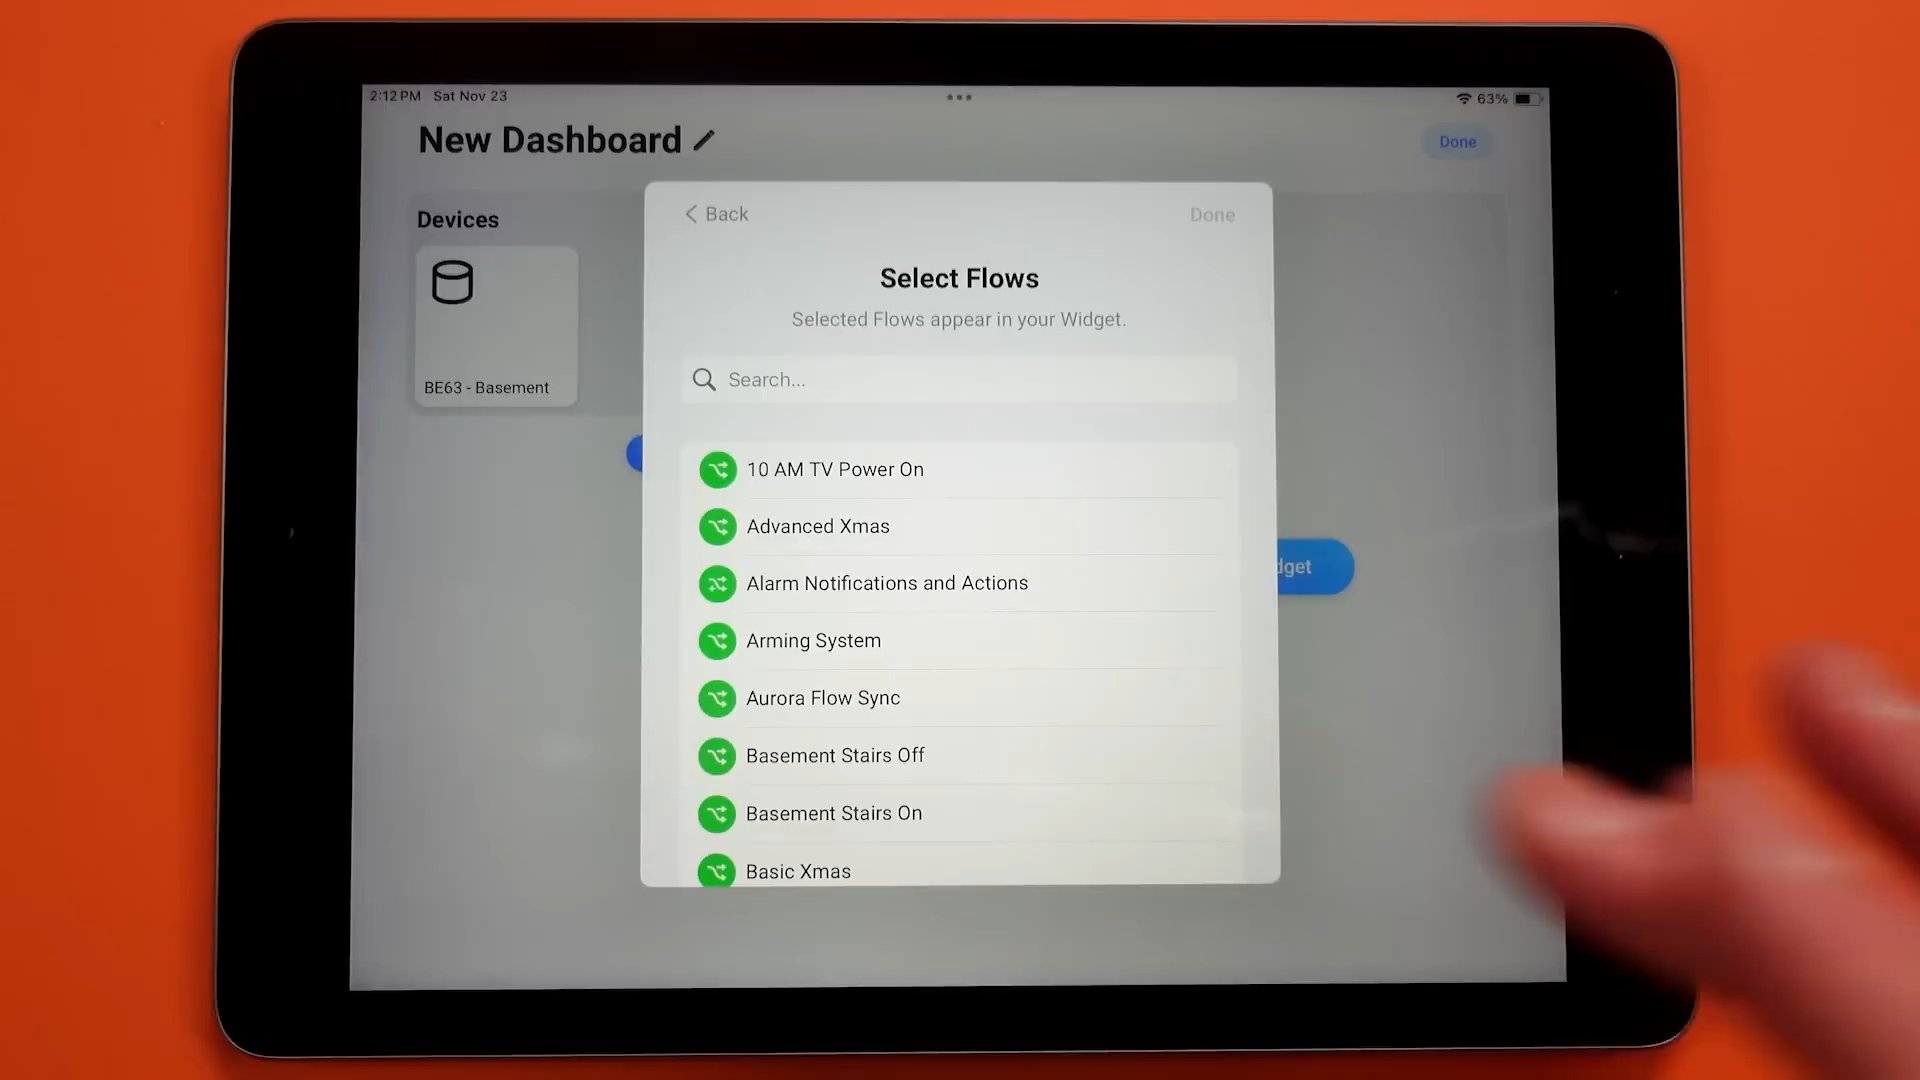 2:12 PM Sat Nov 23
63%
New Dashboard
Done
Devices
BE63 - Basement
Back
Done
Select Flows
Selected Flows appear in your Widget.
Search...
10 AM TV Power On
Advanced Xmas
Alarm Notifications and Actions
Arming System
Aurora Flow Sync
Basement Stairs Off
Basement Stairs On
Basic Xmas
dget